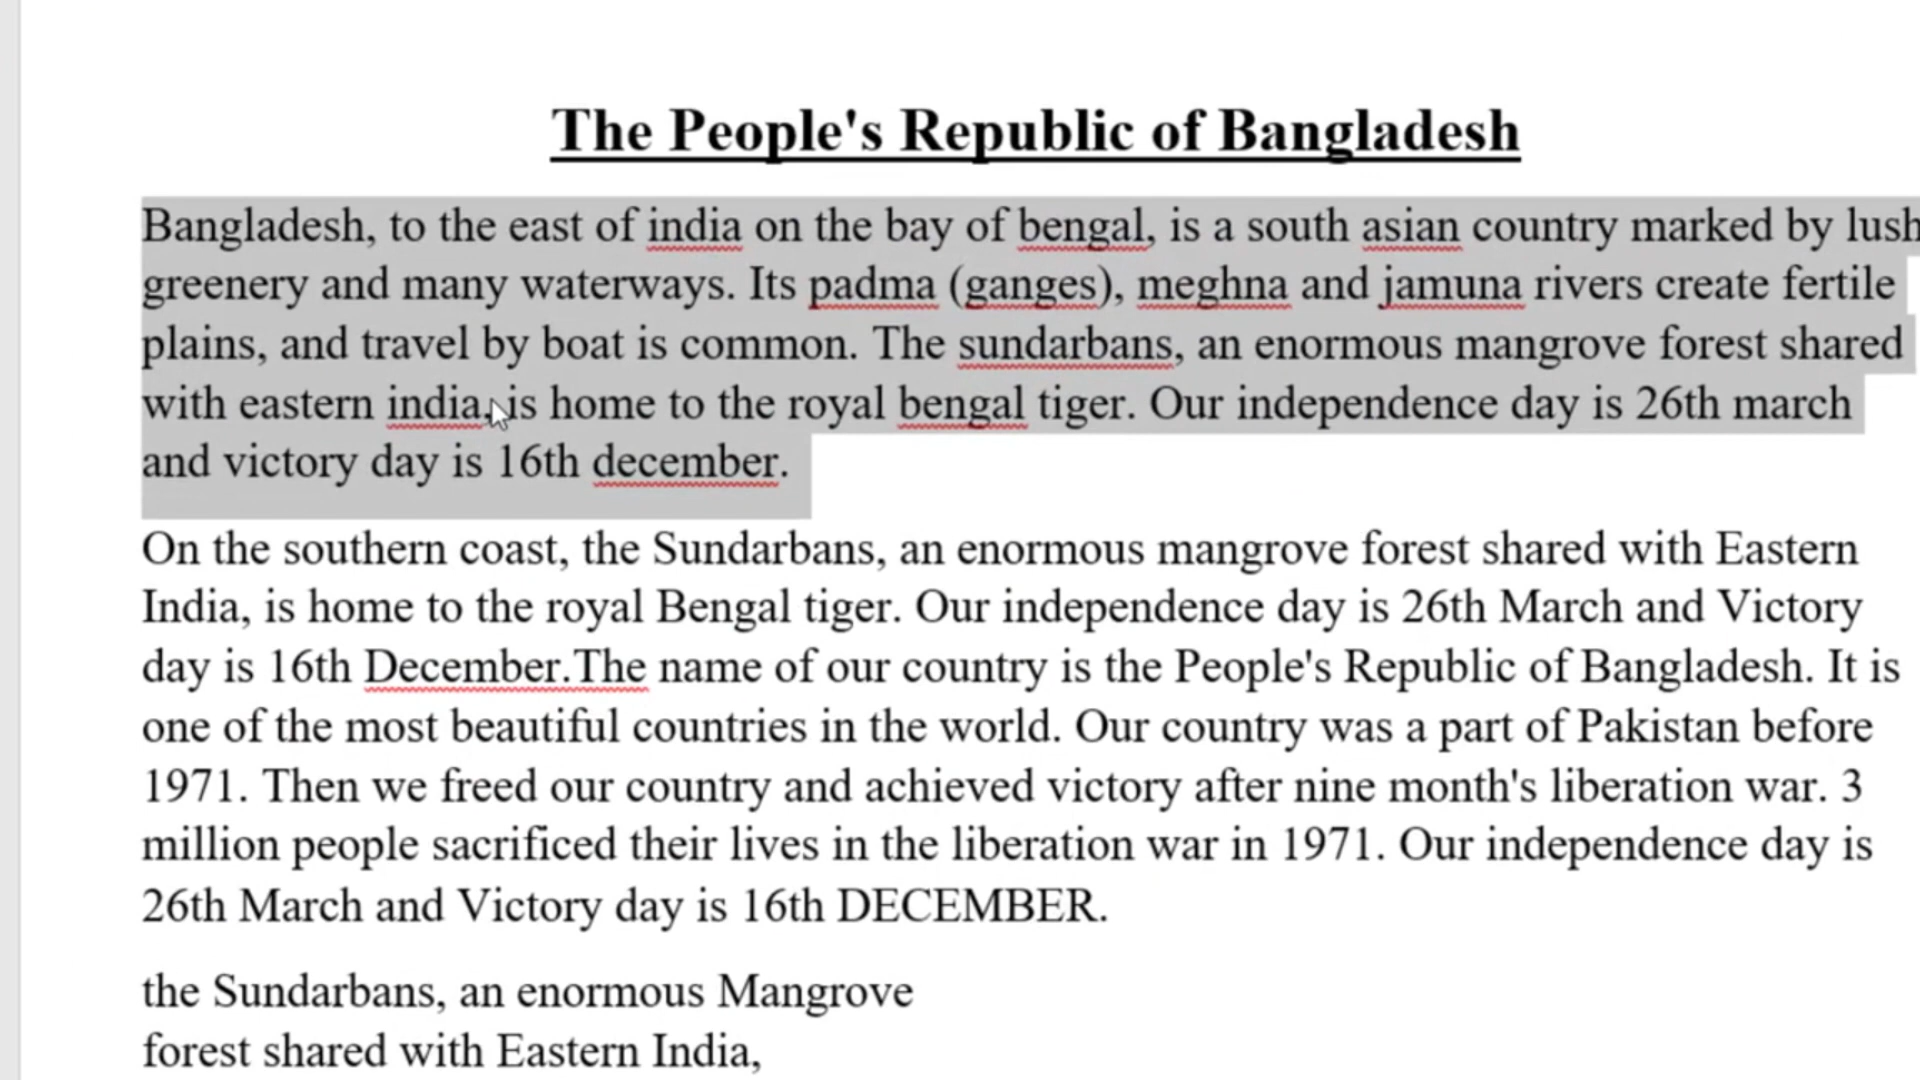 The People's Republic of Bangladesh
Bangladesh, to the east of india on the bay of bengal, is a south asian country marked by lush
greenery and many waterways. Its padma (ganges), meghna and jamuna rivers create fertile
plains, and travel by boat is common. The sundarbans, an enormous mangrove forest shared
with eastern india, is home to the royal bengal tiger. Our independence day is 26th march
and victory day is 16th december.
On the southern coast, the Sundarbans, an enormous mangrove forest shared with Eastern
India, is home to the royal Bengal tiger. Our independence day is 26th March and Victory
day is 16th December.The name of our country is the People's Republic of Bangladesh. It is
one of the most beautiful countries in the world. Our country was a part of Pakistan before
1971. Then we freed our country and achieved victory after nine month's liberation war. 3
million people sacrificed their lives in the liberation war in 1971. Our independence day is
26th March and Victory day is 16th DECEMBER.
the Sundarbans, an enormous Mangrove
forest shared with Eastern India,